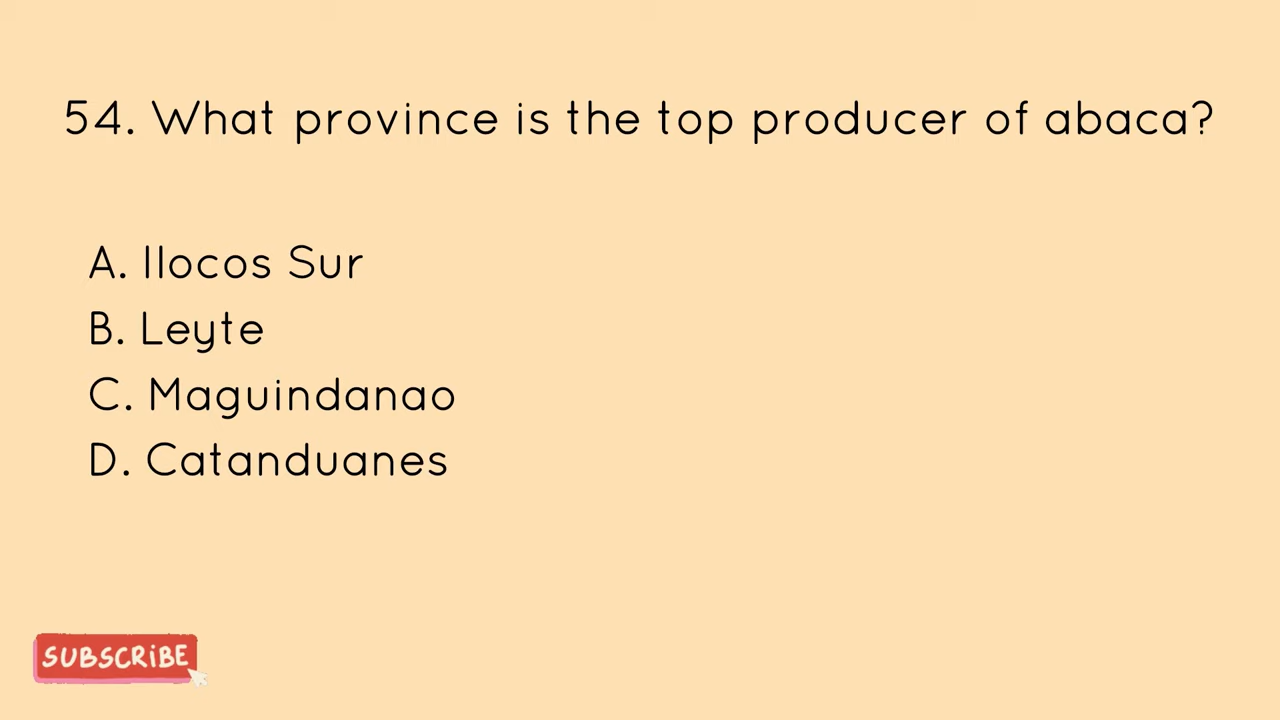 54. What province is the top producer of abaca?
A. Ilocos Sur
B. Leyte
C. Maguindanao
D. Catanduanes
SUBSCRIBE